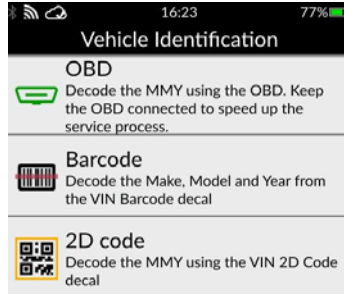 16:23 77%
Vehicle Identification
OBD
Decode the MMY using the OBD. Keep
the OBD connected to speed up the
service process.
Barcode
Decode the Make, Model and Year from
the VIN Barcode decal
2D code
Decode the MMY using the VIN 2D Code
decal